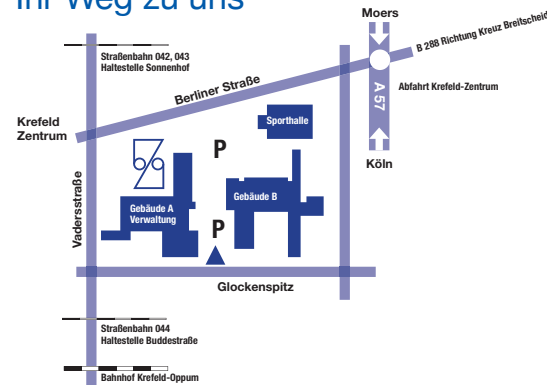 Ihr Weg zu uns
Moers
B 288 Richtung Kreuz Breitscheid
Straßenbahn 042, 043
Haltestelle Sonnenhof
Berliner Straße
A 57
Abfahrt Krefeld-Zentrum
Krefeld
Zentrum
Sporthalle
P
Köln
Vadersstraße
Gebäude A
Verwaltung
Gebäude B
P
Glockenspitz
Straßenbahn 044
Haltestelle Buddestraße
Bahnhof Krefeld-Oppum